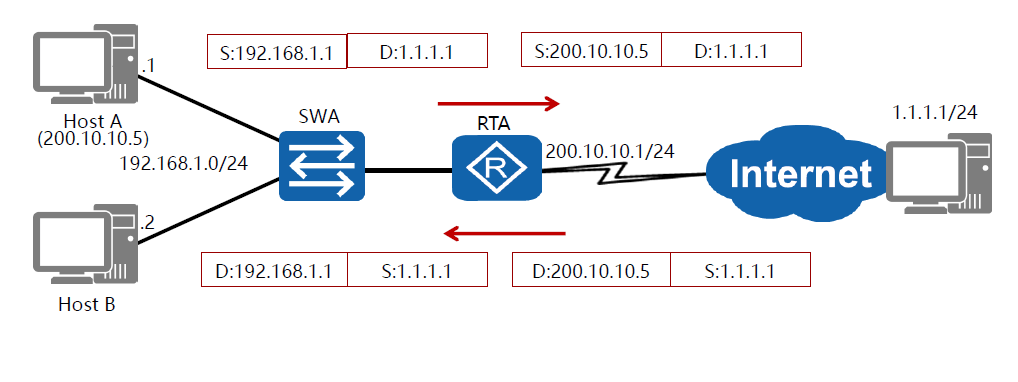 S:192.168.1.1 D:1.1.1.1 S:200.10.10.5 D:1.1.1.1
.1
1.1.1.1/24
SWA
RTA
Host A
(200.10.10.5)
192.168.1.0/24
200.10.10.1/24
R
Internet
.2
D:192.168.1.1 S:1.1.1.1 D:200.10.10.5 S:1.1.1.1
Host B